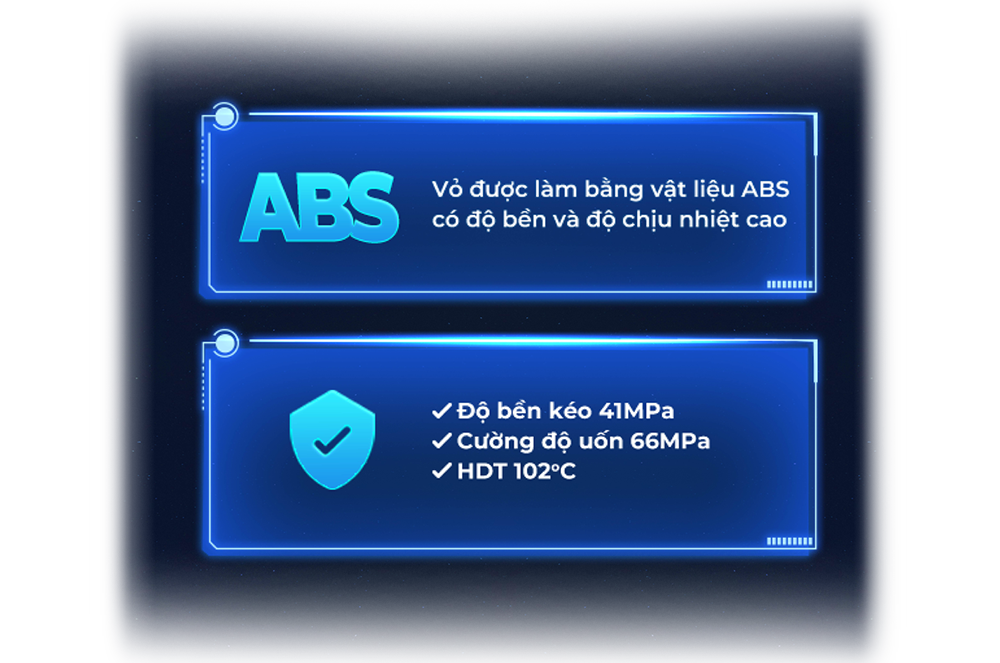 ABS
Vỏ được làm bằng vật liệu ABS
có độ bền và độ chịu nhiệt cao
Độ bền kéo 41MPa
Cường độ uốn 66MPa
HDT 102°C